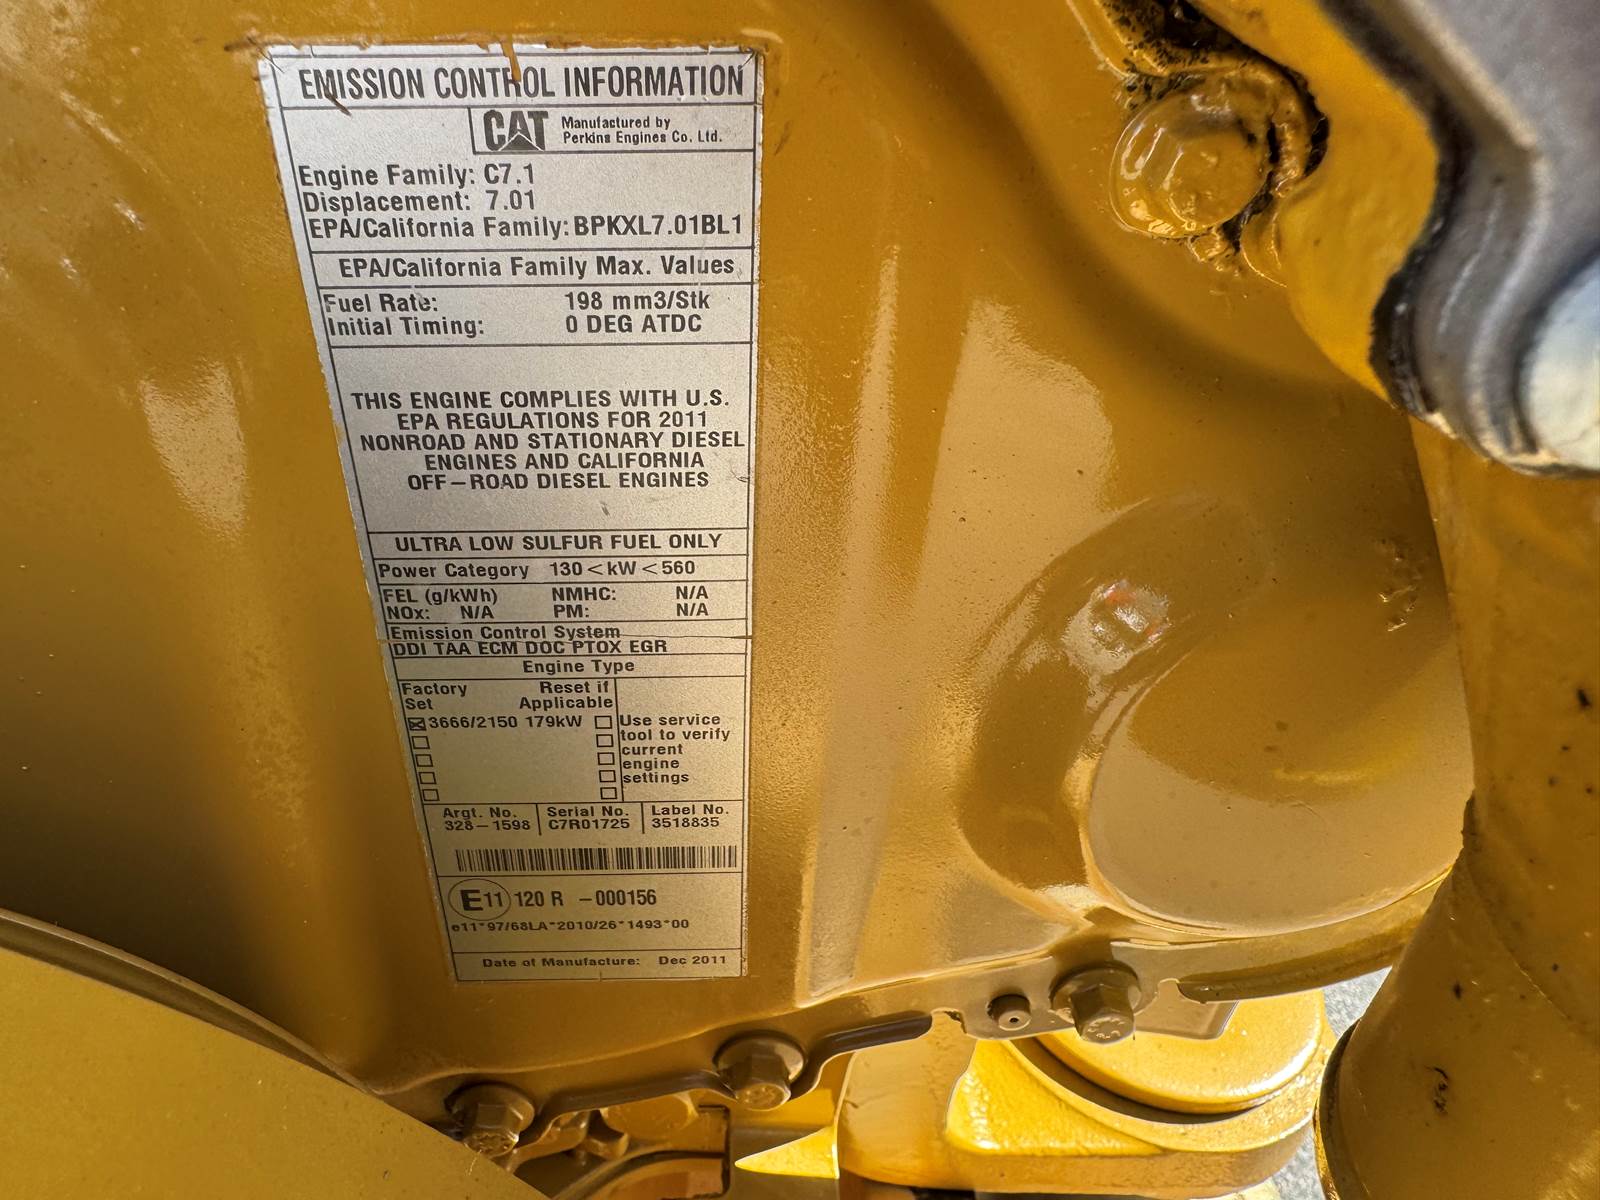 EMISSION CONTROL INFORMATION
CAT Manufactured by
Perkins Engines Co. Ltd.
Engine Family: C7.1
Displacement: 7.01
EPA/California Family: BPKXL7.01BL1
EPA/California Family Max. Values
Fuel Rate: 198 mm3/Stk
Initial Timing: 0 DEG ATDC
THIS ENGINE COMPLIES WITH U.S.
EPA REGULATIONS FOR 2011
NONROAD AND STATIONARY DIESEL
ENGINES AND CALIFORNIA
OFF-ROAD DIESEL ENGINES
ULTRA LOW SULFUR FUEL ONLY
Power Category 130<kW<560
FEL (g/kWh) NMHC: N/A
NOx: N/A PM: N/A
Emission Control System
DDI TAA ECM DOC PTOX EGR
Engine Type
Factory Reset if
Set Applicable
3666/2150 179kW Use service
tool to verify
current
engine
settings
Argt. No. Serial No. Label No.
328-1598 C7R01725 3518835
E11 120 R -000156
e11*97/68LA*2010/26*1493*00
Date of Manufacture: Dec 2011